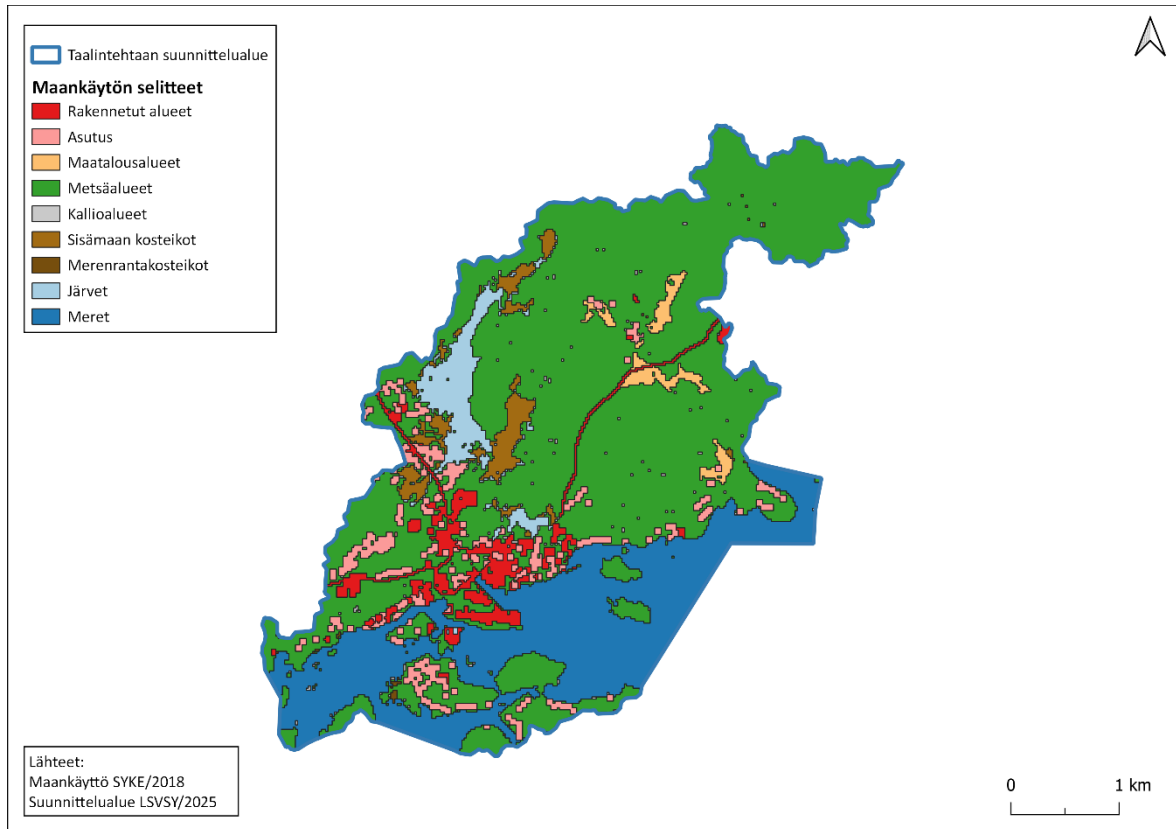 Taalintehtaan suunnittelualue
Maankäytön selitteet
Rakennetut alueet
Asutus
Maatalousalueet
Metsäalueet
Kallioalueet
Sisämaan kosteikot
Merenrantakosteikot
Järvet
Meret
Lähteet:
Maankäyttö SYKE/2018
Suunnittelualue LSVSY/2025
0 1 km